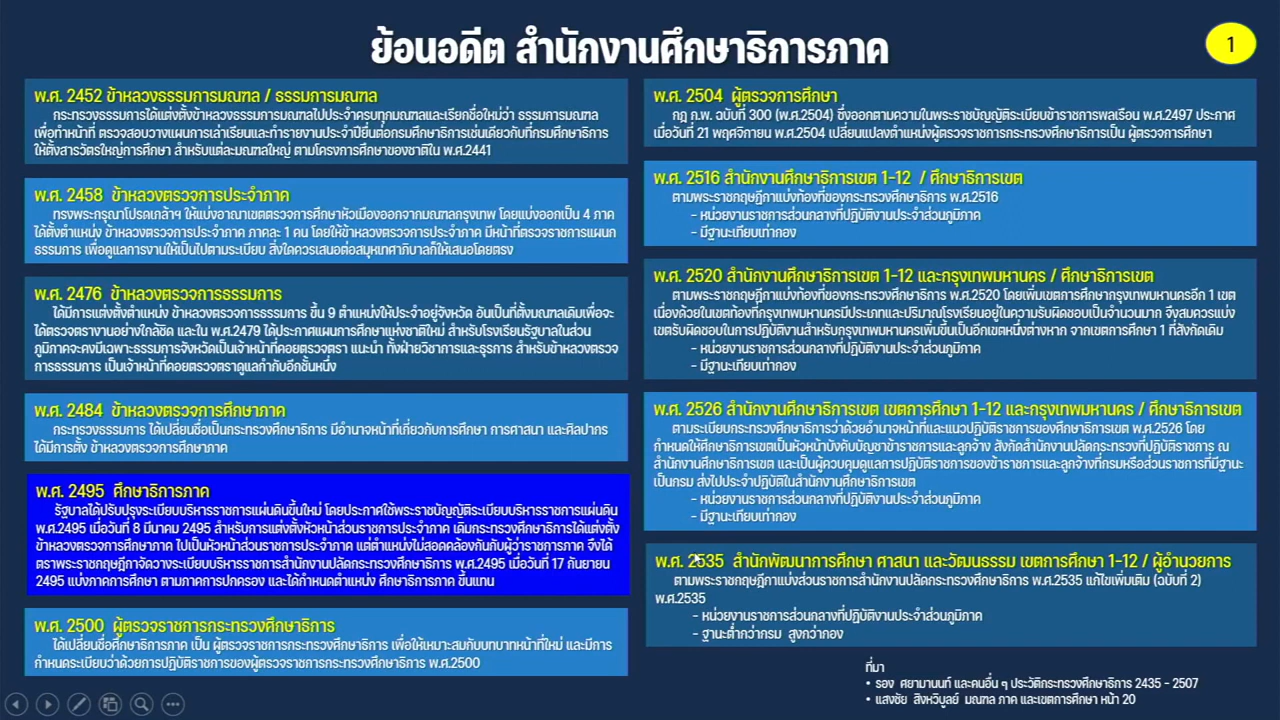 ย้อนอดีต สำนักงานศึกษาธิการภาค
1
พ.ศ. 2452 ข้าหลวงธรรมการมณฑล / ธรรมการมณฑล
กระทรวงธรรมการได้แต่งตั้งข้าหลวงธรรมการมณฑลไปประจำครบทุกมณฑลและเรียกชื่อใหม่ว่า ธรรมการมณฑล
เพื่อทำหน้าที่ ตรวจสอบวางแผนการเล่าเรียนและทำรายงานประจำปียื่นต่อกรมศึกษาธิการเช่นเดียวกับที่กรมศึกษาธิการ
ให้ตั้งสารวัตรใหญ่การศึกษา สำหรับแต่ละมณฑลใหญ่ ตามโครงการศึกษาของชาติใน พ.ศ.2441
พ.ศ. 2458 ข้าหลวงตรวจการประจำภาค
ทรงพระกรุณาโปรดเกล้าฯ ให้แบ่งอาณาเขตตรวจการศึกษาหัวเมืองออกจากมณฑลกรุงเทพ โดยแบ่งออกเป็น 4 ภาค
ได้ตั้งตำแหน่ง ข้าหลวงตรวจการประจำภาค ภาคละ 1 คน โดยให้ข้าหลวงตรวจการประจำภาค มีหน้าที่ตรวจราชการแผนก
ธรรมการ เพื่อดูแลการงานให้เป็นไปตามระเบียบ สิ่งใดควรเสนอต่อสมุหเทศาภิบาลก็ให้เสนอโดยตรง
พ.ศ. 2476 ข้าหลวงตรวจการธรรมการ
ได้มีการแต่งตั้งตำแหน่ง ข้าหลวงตรวจการธรรมการ ขึ้น 9 ตำแหน่งให้ประจำอยู่จังหวัด อันเป็นที่ตั้งมณฑลเดิมเพื่อจะ
ได้ตรวจตรางานอย่างใกล้ชิด และใน พ.ศ.2479 ได้ประกาศแผนการศึกษาแห่งชาติใหม่ สำหรับโรงเรียนรัฐบาลในส่วน
ภูมิภาคจะคงมีเฉพาะธรรมการจังหวัดเป็นเจ้าหน้าที่คอยตรวจตรา แนะนำ ทั้งฝ่ายวิชาการและธุรการ สำหรับข้าหลวงตรวจ
การธรรมการ เป็นเจ้าหน้าที่คอยตรวจตราดูแลกำกับอีกชั้นหนึ่ง
พ.ศ. 2484 ข้าหลวงตรวจการศึกษาภาค
กระทรวงธรรมการ ได้เปลี่ยนชื่อเป็นกระทรวงศึกษาธิการ มีอำนาจหน้าที่เกี่ยวกับการศึกษา การศาสนา และศิลปากร
ได้มีการตั้ง ข้าหลวงตรวจการศึกษาภาค
พ.ศ. 2495 ศึกษาธิการภาค
รัฐบาลได้ปรับปรุงระเบียบบริหารราชการแผ่นดินขึ้นใหม่ โดยประกาศใช้พระราชบัญญัติระเบียบบริหารราชการแผ่นดิน
พ.ศ.2495 เมื่อวันที่ 8 มีนาคม 2495 สำหรับการแต่งตั้งหัวหน้าส่วนราชการประจำภาค เดิมกระทรวงศึกษาธิการได้แต่งตั้ง
ข้าหลวงตรวจการศึกษาภาค ไปเป็นหัวหน้าส่วนราชการประจำภาค แต่ตำแหน่งไม่สอดคล้องกันกับผู้ว่าราชการภาค จึงได้
ตราพระราชกฤษฎีกาจัดวางระเบียบบริหารราชการสำนักงานปลัดกระทรวงศึกษาธิการ พ.ศ.2495 เมื่อวันที่ 17 กันยายน
2495 แบ่งภาคการศึกษา ตามภาคการปกครอง และได้กำหนดตำแหน่ง ศึกษาธิการภาค ขึ้นแทน
พ.ศ. 2500 ผู้ตรวจราชการกระทรวงศึกษาธิการ
ได้เปลี่ยนชื่อศึกษาธิการภาค เป็น ผู้ตรวจราชการกระทรวงศึกษาธิการ เพื่อให้เหมาะสมกับบทบาทหน้าที่ใหม่ และมีการ
กำหนดระเบียบว่าด้วยการปฏิบัติราชการของผู้ตรวจราชการกระทรวงศึกษาธิการ พ.ศ.2500
พ.ศ. 2504 ผู้ตรวจการศึกษา
กฎ ก.พ. ฉบับที่ 300 (พ.ศ.2504) ซึ่งออกตามความในพระราชบัญญัติระเบียบข้าราชการพลเรือน พ.ศ.2497 ประกาศ
เมื่อวันที่ 21 พฤศจิกายน พ.ศ.2504 เปลี่ยนแปลงตำแหน่งผู้ตรวจราชการกระทรวงศึกษาธิการเป็น ผู้ตรวจการศึกษา
พ.ศ. 2516 สำนักงานศึกษาธิการเขต 1-12 / ศึกษาธิการเขต
ตามพระราชกฤษฎีกาแบ่งท้องที่ของกระทรวงศึกษาธิการ พ.ศ.2516
- หน่วยงานราชการส่วนกลางที่ปฏิบัติงานประจำส่วนภูมิภาค
- มีฐานะเทียบเท่ากอง
พ.ศ. 2520 สำนักงานศึกษาธิการเขต 1-12 และกรุงเทพมหานคร / ศึกษาธิการเขต
ตามพระราชกฤษฎีกาแบ่งท้องที่ของกระทรวงศึกษาธิการ พ.ศ.2520 โดยเพิ่มเขตการศึกษากรุงเทพมหานครอีก 1 เขต
เนื่องด้วยในเขตท้องที่กรุงเทพมหานครมีประเภทและปริมาณโรงเรียนอยู่ในความรับผิดชอบเป็นจำนวนมาก จึงสมควรแบ่ง
เขตรับผิดชอบในการปฏิบัติงานสำหรับกรุงเทพมหานครเพิ่มขึ้นเป็นอีกเขตหนึ่งต่างหาก จากเขตการศึกษา 1 ที่สังกัดเดิม
- หน่วยงานราชการส่วนกลางที่ปฏิบัติงานประจำส่วนภูมิภาค
- มีฐานะเทียบเท่ากอง
พ.ศ. 2526 สำนักงานศึกษาธิการเขต เขตการศึกษา 1-12 และกรุงเทพมหานคร / ศึกษาธิการเขต
ตามระเบียบกระทรวงศึกษาธิการว่าด้วยอำนาจหน้าที่และแนวปฏิบัติราชการของศึกษาธิการเขต พ.ศ.2526 โดย
กำหนดให้ศึกษาธิการเขตเป็นหัวหน้าบังคับบัญชาข้าราชการและลูกจ้าง สังกัดสำนักงานปลัดกระทรวงที่ปฏิบัติราชการ ณ
สำนักงานศึกษาธิการเขต และเป็นผู้ควบคุมดูแลการปฏิบัติราชการของข้าราชการและลูกจ้างที่กรมหรือส่วนราชการที่มีฐานะ
เป็นกรม ส่งไปประจำปฏิบัติในสำนักงานศึกษาธิการเขต
- หน่วยงานราชการส่วนกลางที่ปฏิบัติงานประจำส่วนภูมิภาค
- มีฐานะเทียบเท่ากอง
พ.ศ. 2535 สำนักพัฒนาการศึกษา ศาสนา และวัฒนธรรม เขตการศึกษา 1-12 / ผู้อำนวยการ
ตามพระราชกฤษฎีกาแบ่งส่วนราชการสำนักงานปลัดกระทรวงศึกษาธิการ พ.ศ.2535 แก้ไขเพิ่มเติม (ฉบับที่ 2)
พ.ศ.2535
- หน่วยงานราชการส่วนกลางที่ปฏิบัติงานประจำส่วนภูมิภาค
- ฐานะต่ำกว่ากรม สูงกว่ากอง
ที่มา
• รอง ศยามานนท์ และคนอื่น ๆ ประวัติกระทรวงศึกษาธิการ 2435 - 2507
• แสงชัย สิงหวิบูลย์ มณฑล ภาค และเขตการศึกษา หน้า 20